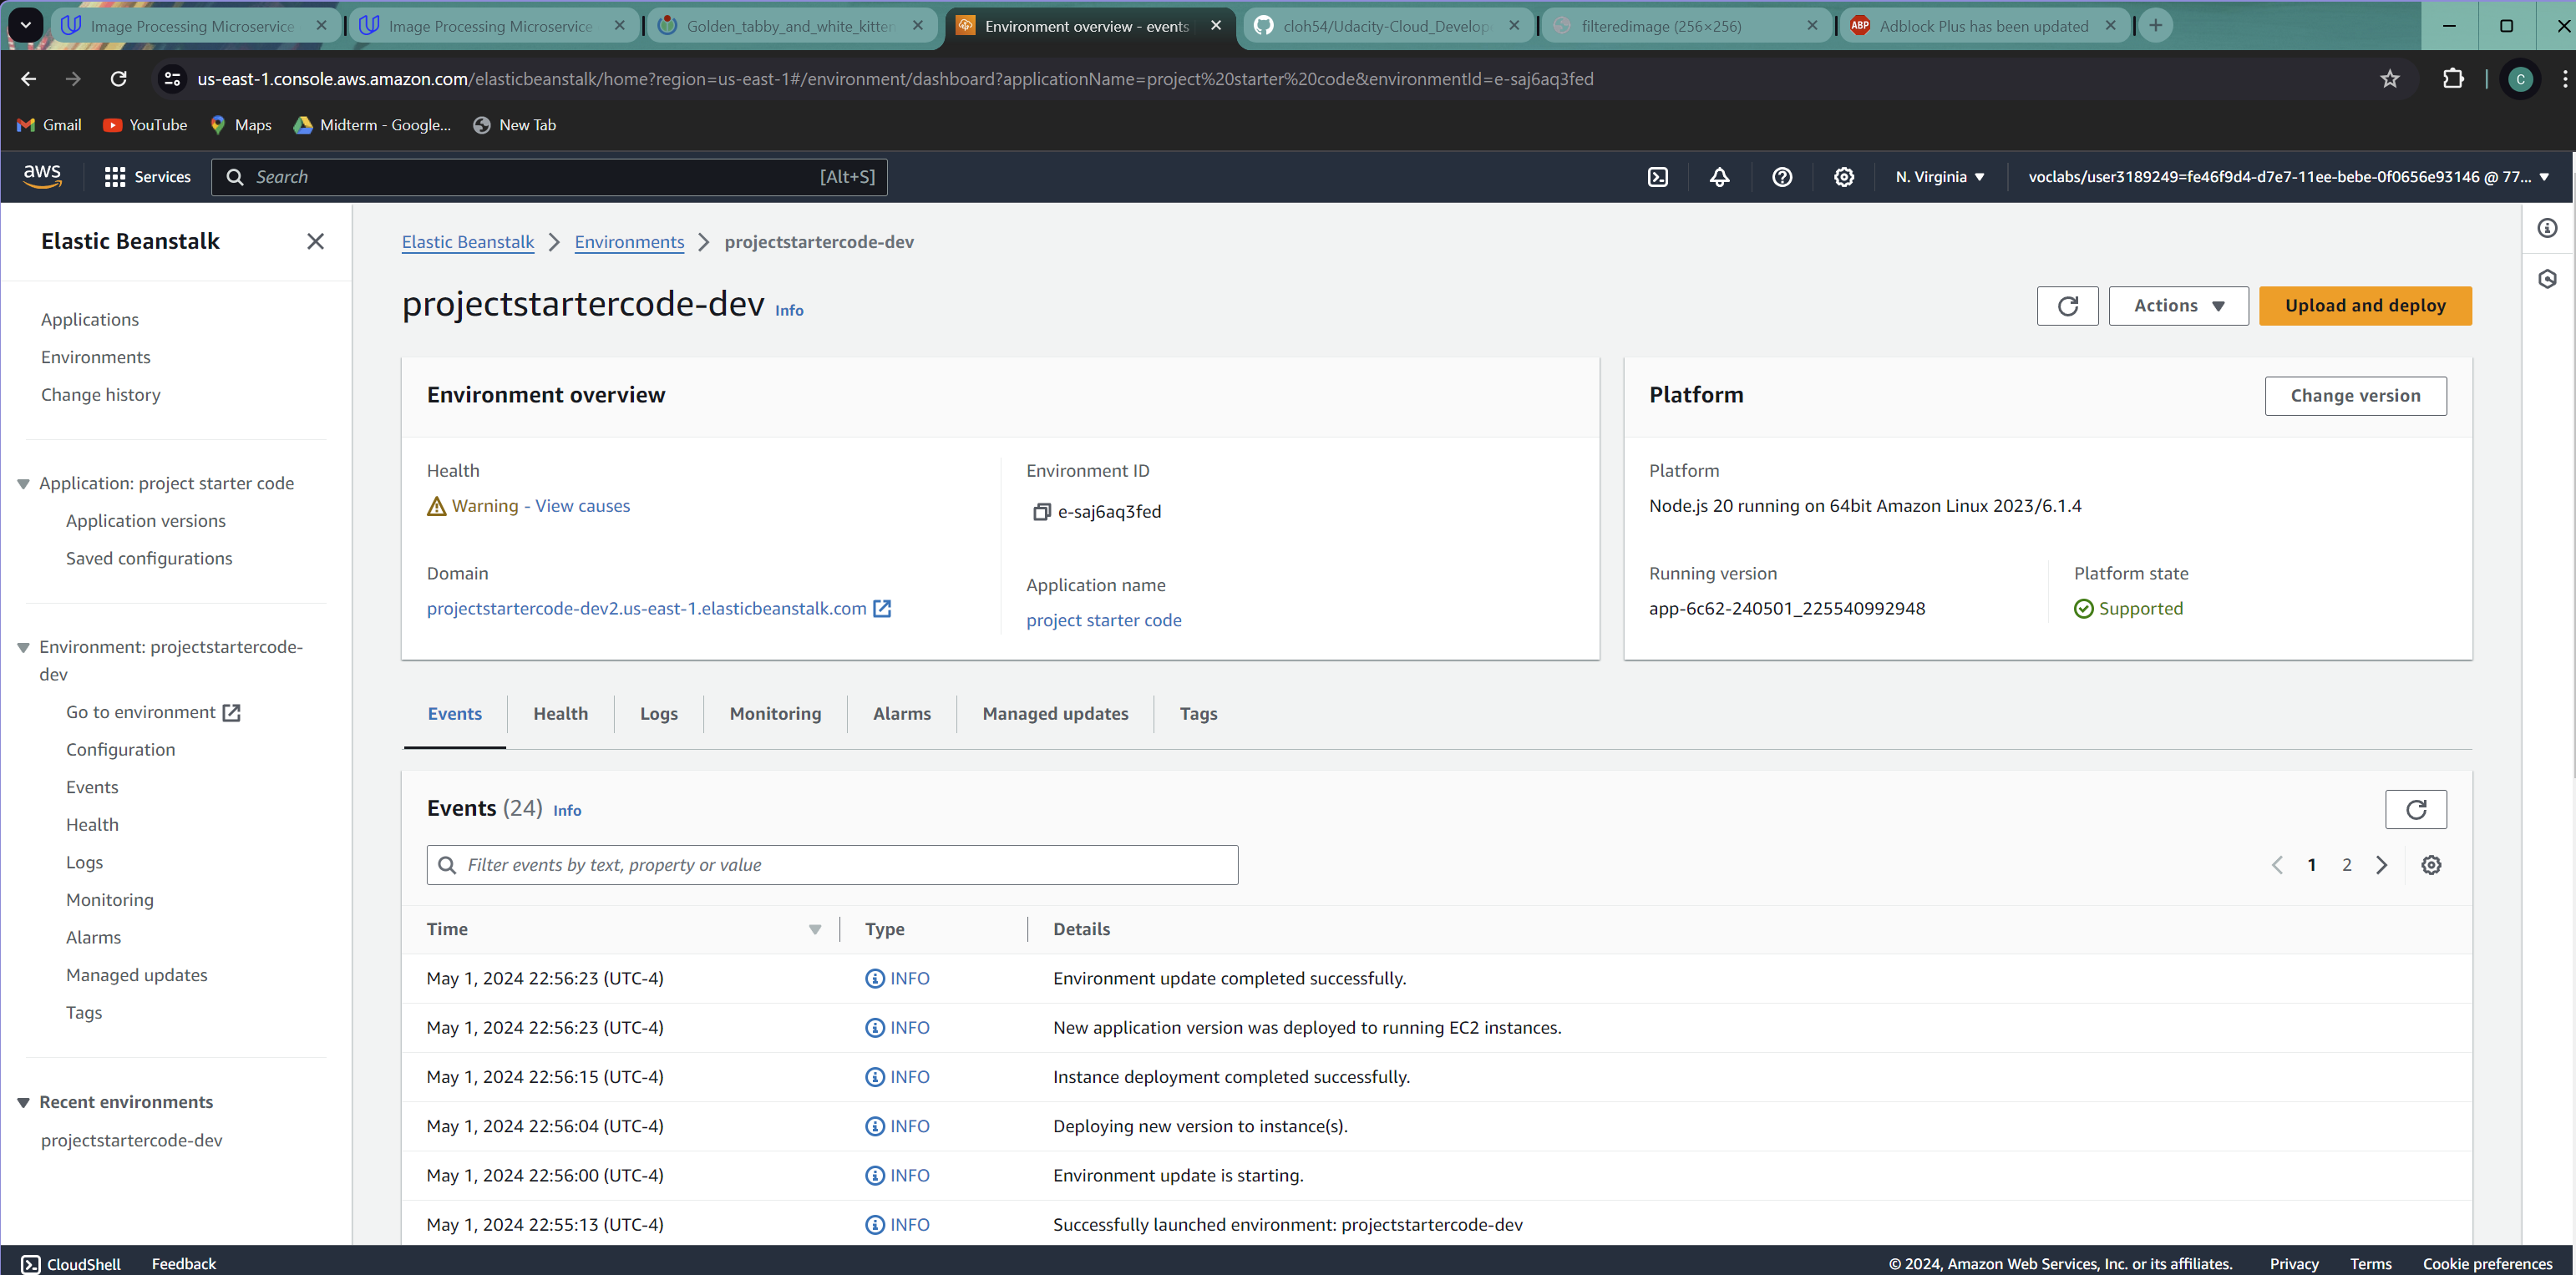 Image Processing Microservice
Image Processing Microservice
Golden_tabby_and_white_kitten
Environment overview - events
cloh54/Udacity-Cloud_Develop
filteredimage (256×256)
ABP Adblock Plus has been updated
us-east-1.console.aws.amazon.com/elasticbeanstalk/home?region=us-east-1#/environment/dashboard?applicationName=project%20starter%20code&environmentId=e-saj6aq3fed
C
Gmail YouTube Maps Midterm - Google... New Tab
aws Services Search [Alt+S] N. Virginia voclabs/user3189249=fe46f9d4-d7e7-11ee-bebe-0f0656e93146 @ 77...
Elastic Beanstalk
Applications
Environments
Change history
Application: project starter code
Application versions
Saved configurations
Environment: projectstartercode-
dev
Go to environment
Configuration
Events
Health
Logs
Monitoring
Alarms
Managed updates
Tags
Recent environments
projectstartercode-dev
Elastic Beanstalk Environments projectstartercode-dev
projectstartercode-dev Info
Actions Upload and deploy
Environment overview
Health
Warning - View causes
Domain
projectstartercode-dev2.us-east-1.elasticbeanstalk.com
Environment ID
e-saj6aq3fed
Application name
project starter code
Platform Change version
Platform
Node.js 20 running on 64bit Amazon Linux 2023/6.1.4
Running version
app-6c62-240501_225540992948
Platform state
Supported
Events Health Logs Monitoring Alarms Managed updates Tags
Events (24) Info
Filter events by text, property or value
1 2
Time Type Details
May 1, 2024 22:56:23 (UTC-4) INFO Environment update completed successfully.
May 1, 2024 22:56:23 (UTC-4) INFO New application version was deployed to running EC2 instances.
May 1, 2024 22:56:15 (UTC-4) INFO Instance deployment completed successfully.
May 1, 2024 22:56:04 (UTC-4) INFO Deploying new version to instance(s).
May 1, 2024 22:56:00 (UTC-4) INFO Environment update is starting.
May 1, 2024 22:55:13 (UTC-4) INFO Successfully launched environment: projectstartercode-dev
CloudShell Feedback © 2024, Amazon Web Services, Inc. or its affiliates. Privacy Terms Cookie preferences